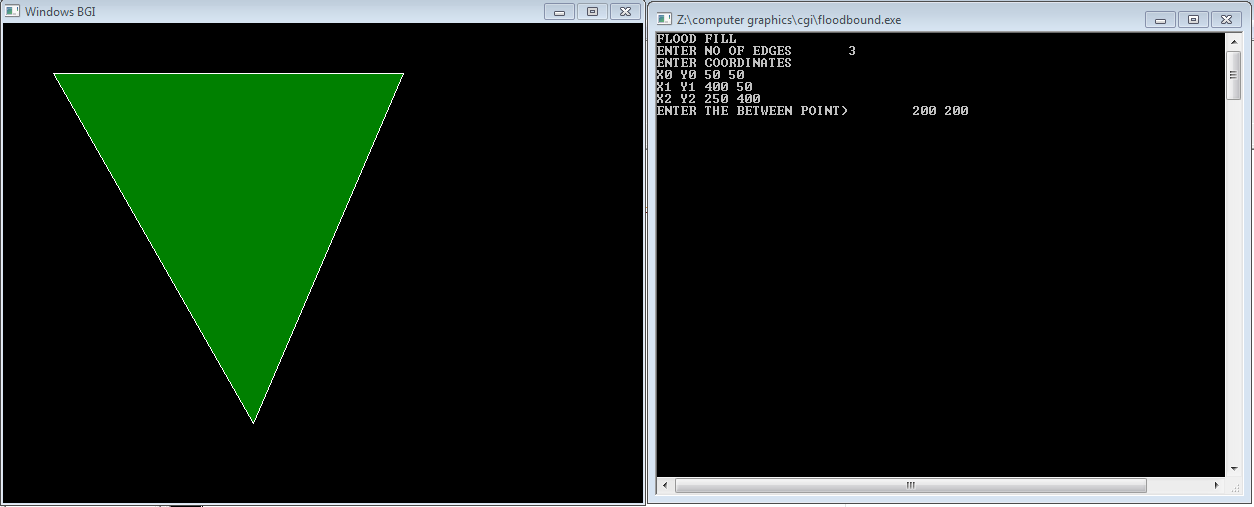 Windows BGI
Z:\computer graphics\cgi\floodbound.exe
FLOOD FILL
ENTER NO OF EDGES 3
ENTER COORDINATES
X0 Y0 50 50
X1 Y1 400 50
X2 Y2 250 400
ENTER THE BETWEEN POINT> 200 200